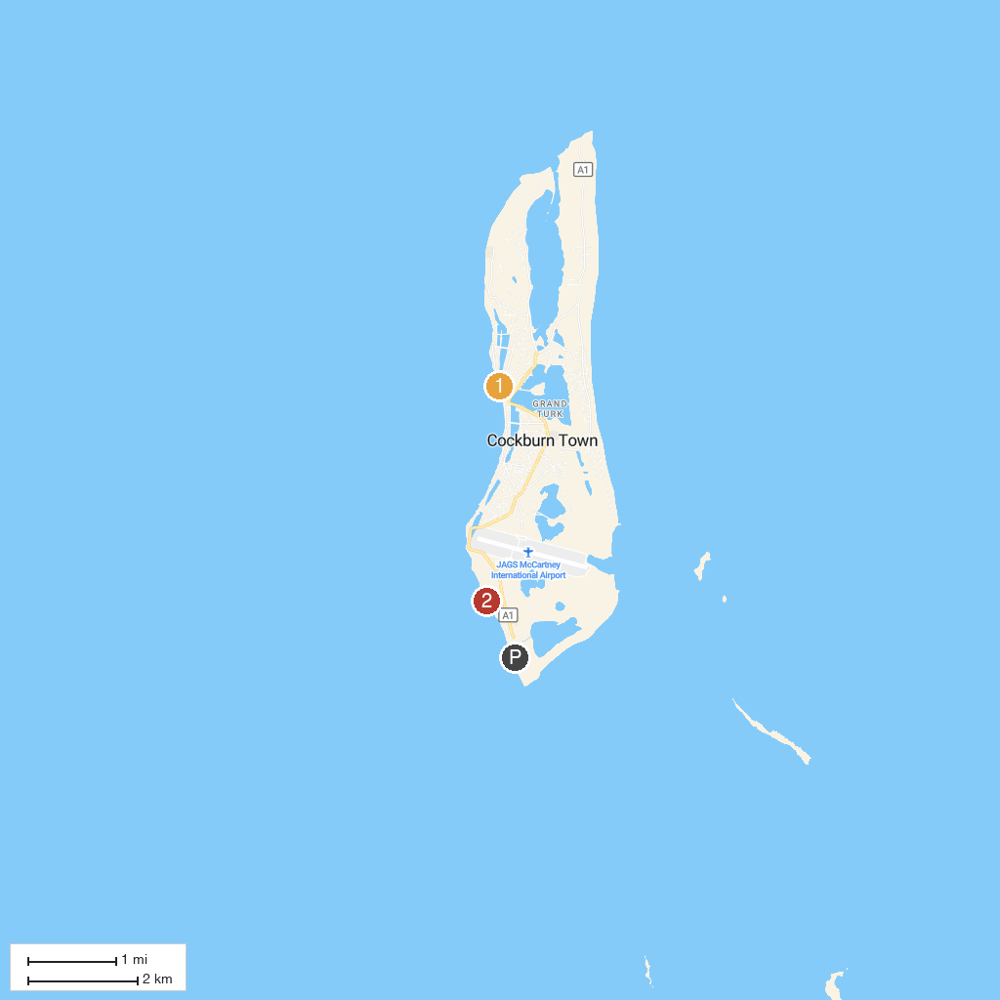 A1
1
GRAND
TURK
Cockburn Town
JAGS McCartney
International Airport
2
A1
P
1 mi
2 km